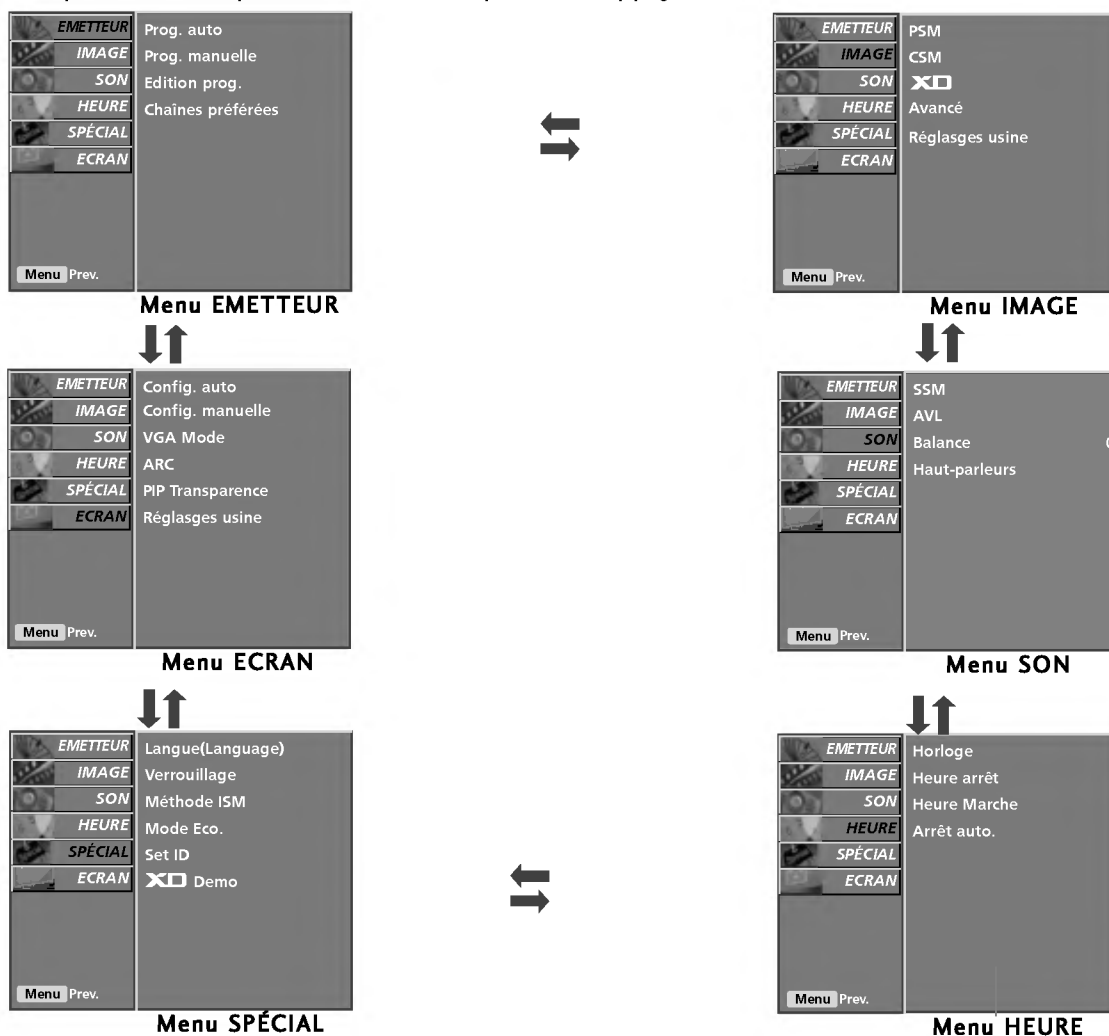 EMETTEUR
IMAGE
SON
HEURE
SPÉCIAL
ECRAN
Prog. auto
Prog. manuelle
Edition prog.
Chaînes préférées
Menu Prev.
Menu EMETTEUR
EMETTEUR
IMAGE
SON
HEURE
SPÉCIAL
ECRAN
PSM
CSM
XD
Avancé
Réglasges usine
Menu Prev.
Menu IMAGE
EMETTEUR
IMAGE
SON
HEURE
SPÉCIAL
ECRAN
Config. auto
Config. manuelle
VGA Mode
ARC
PIP Transparence
Réglasges usine
Menu Prev.
Menu ECRAN
EMETTEUR
IMAGE
SON
HEURE
SPÉCIAL
ECRAN
SSM
AVL
Balance
Haut-parleurs
Menu Prev.
Menu SON
EMETTEUR
IMAGE
SON
HEURE
SPÉCIAL
ECRAN
Langue(Language)
Verrouillage
Méthode ISM
Mode Eco.
Set ID
XD Demo
Menu Prev.
Menu SPÉCIAL
EMETTEUR
IMAGE
SON
HEURE
SPÉCIAL
ECRAN
Horloge
Heure arrêt
Heure Marche
Arrêt auto.
Menu Prev.
Menu HEURE